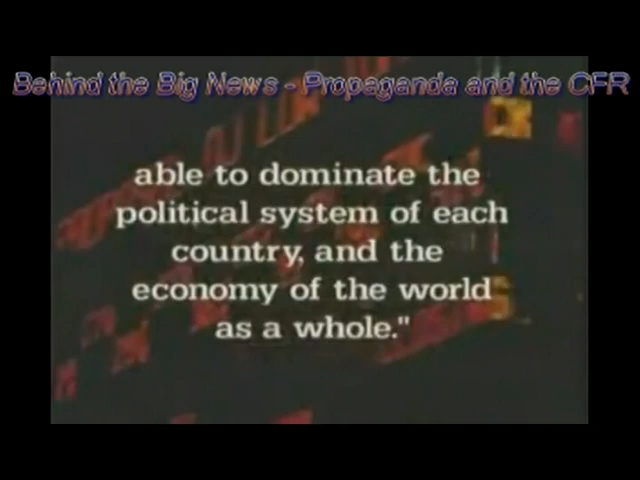 Behind the Big News - Propaganda and the CFR
able to dominate the
political system of each
country, and the
economy of the world
as a whole."